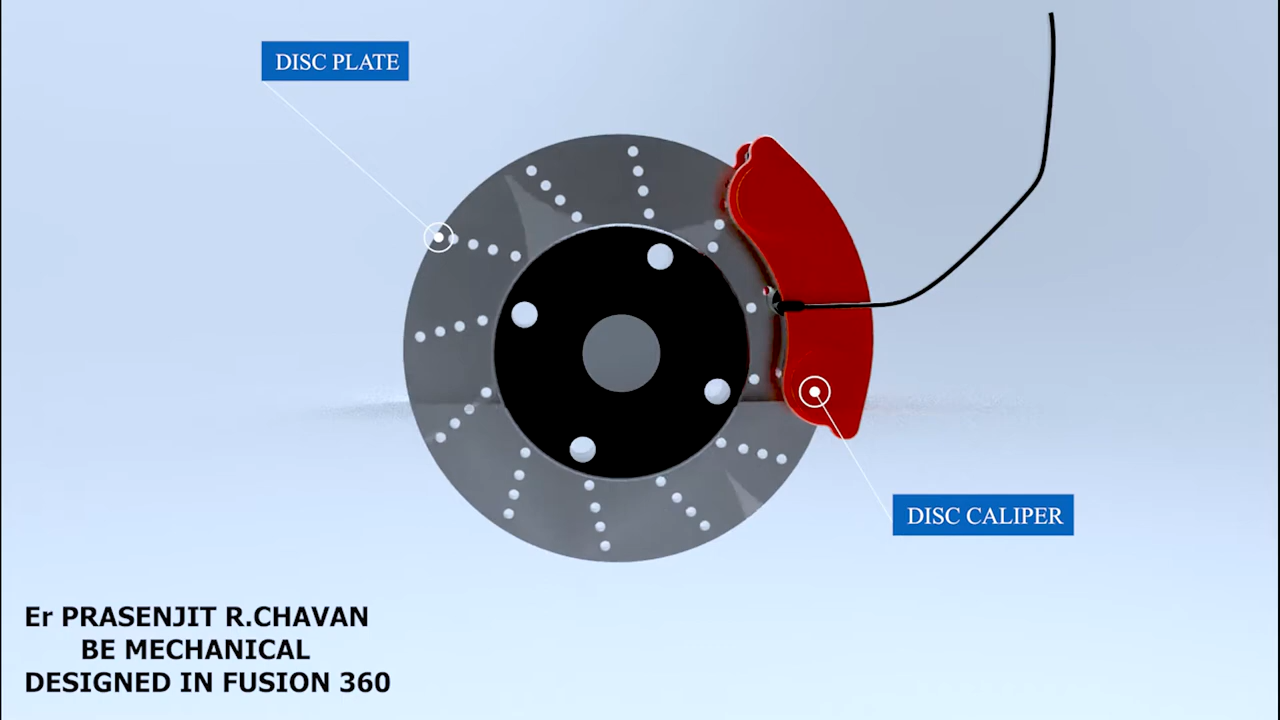 DISC PLATE
DISC CALIPER
Er PRASENJIT R.CHAVAN
BE MECHANICAL
DESIGNED IN FUSION 360